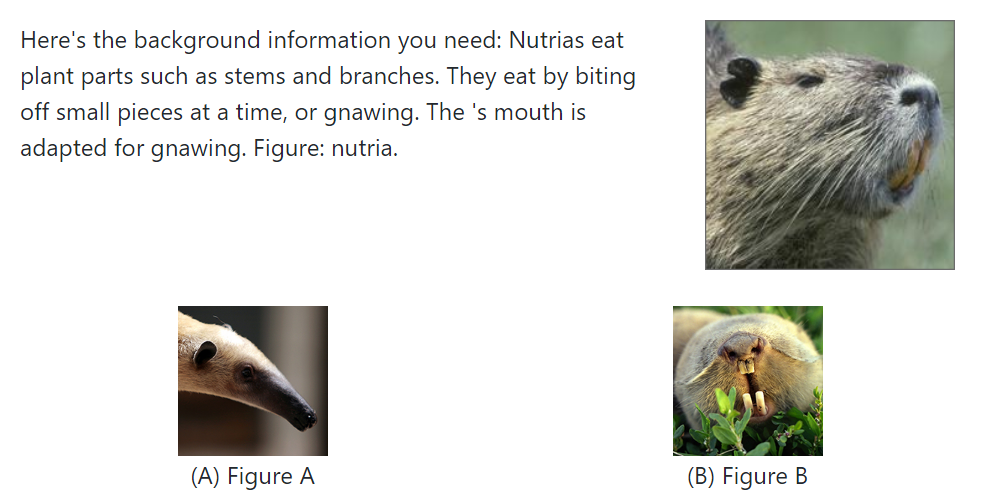 Here's the background information you need: Nutrias eat
plant parts such as stems and branches. They eat by biting
off small pieces at a time, or gnawing. The 's mouth is
adapted for gnawing. Figure: nutria.
(A) Figure A
(B) Figure B